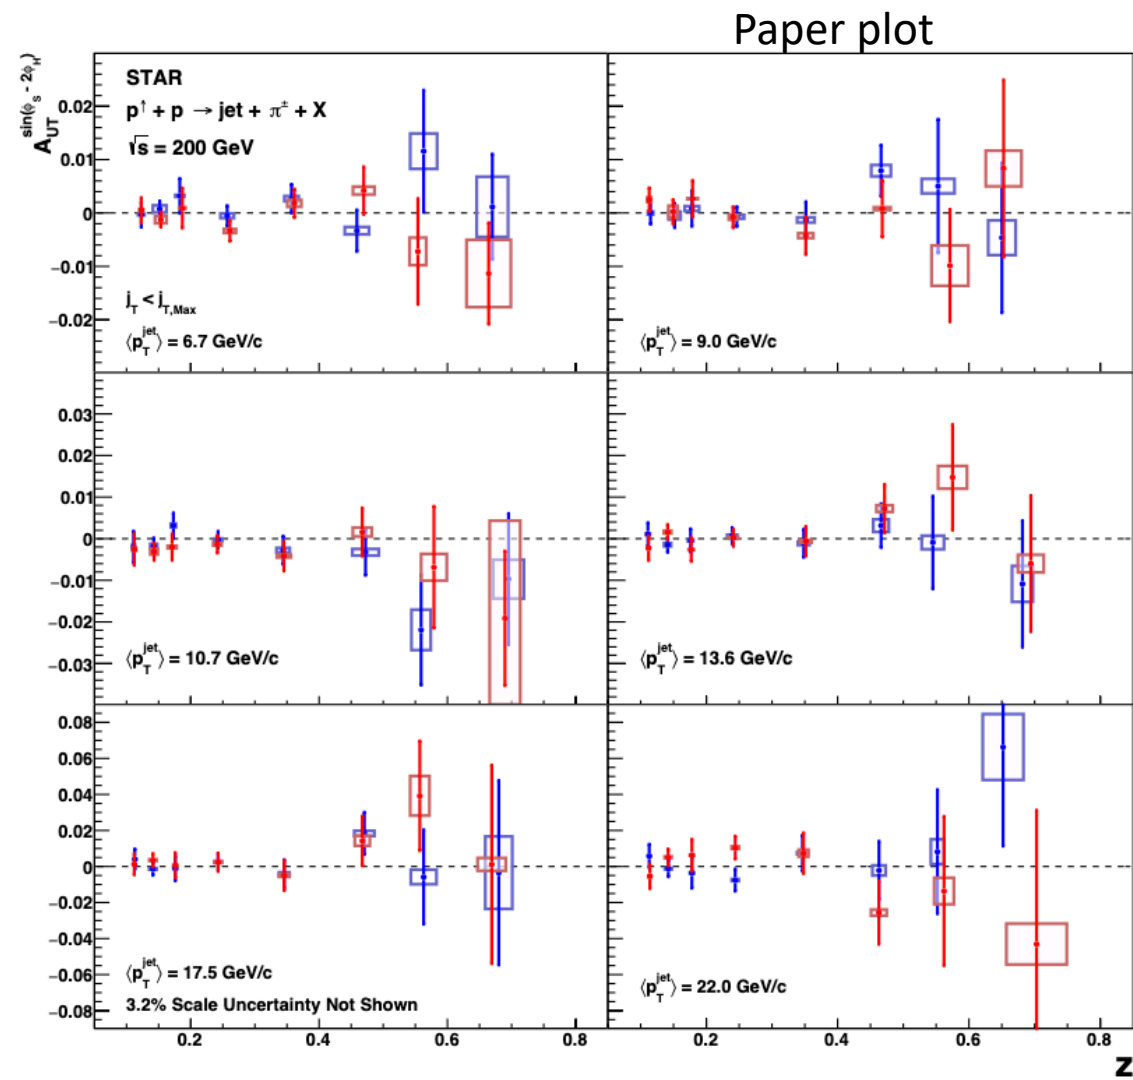 Paper plot
A_UT^sin(ϕ_S - 2ϕ_H)
STAR
p↑ + p → jet + π± + X
√s = 200 GeV
j_T < j_T,Max
⟨p_T^jet⟩ = 6.7 GeV/c
0.02
0.01
0
−0.01
−0.02
⟨p_T^jet⟩ = 9.0 GeV/c
0.03
0.02
0.01
0
−0.01
−0.02
−0.03
⟨p_T^jet⟩ = 10.7 GeV/c
⟨p_T^jet⟩ = 13.6 GeV/c
0.08
0.06
0.04
0.02
0
−0.02
−0.04
−0.06
−0.08
⟨p_T^jet⟩ = 17.5 GeV/c
3.2% Scale Uncertainty Not Shown
⟨p_T^jet⟩ = 22.0 GeV/c
0.2 0.4 0.6 0.8 0.2 0.4 0.6 0.8
z